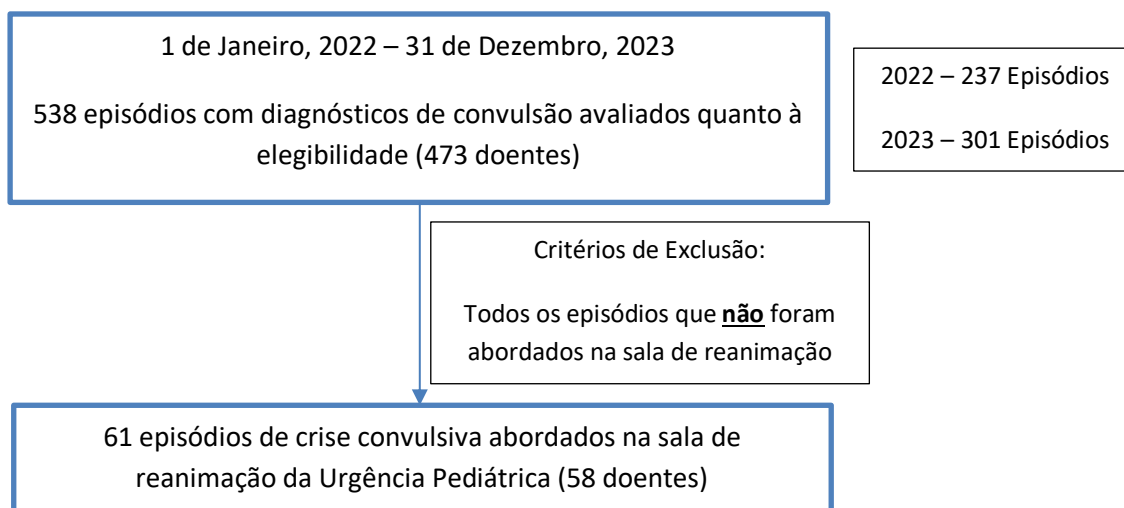 1 de Janeiro, 2022 – 31 de Dezembro, 2023
538 episódios com diagnósticos de convulsão avaliados quanto à
elegibilidade (473 doentes)
2022 – 237 Episódios
2023 – 301 Episódios
Critérios de Exclusão:
Todos os episódios que não foram
abordados na sala de reanimação
61 episódios de crise convulsiva abordados na sala de
reanimação da Urgência Pediátrica (58 doentes)